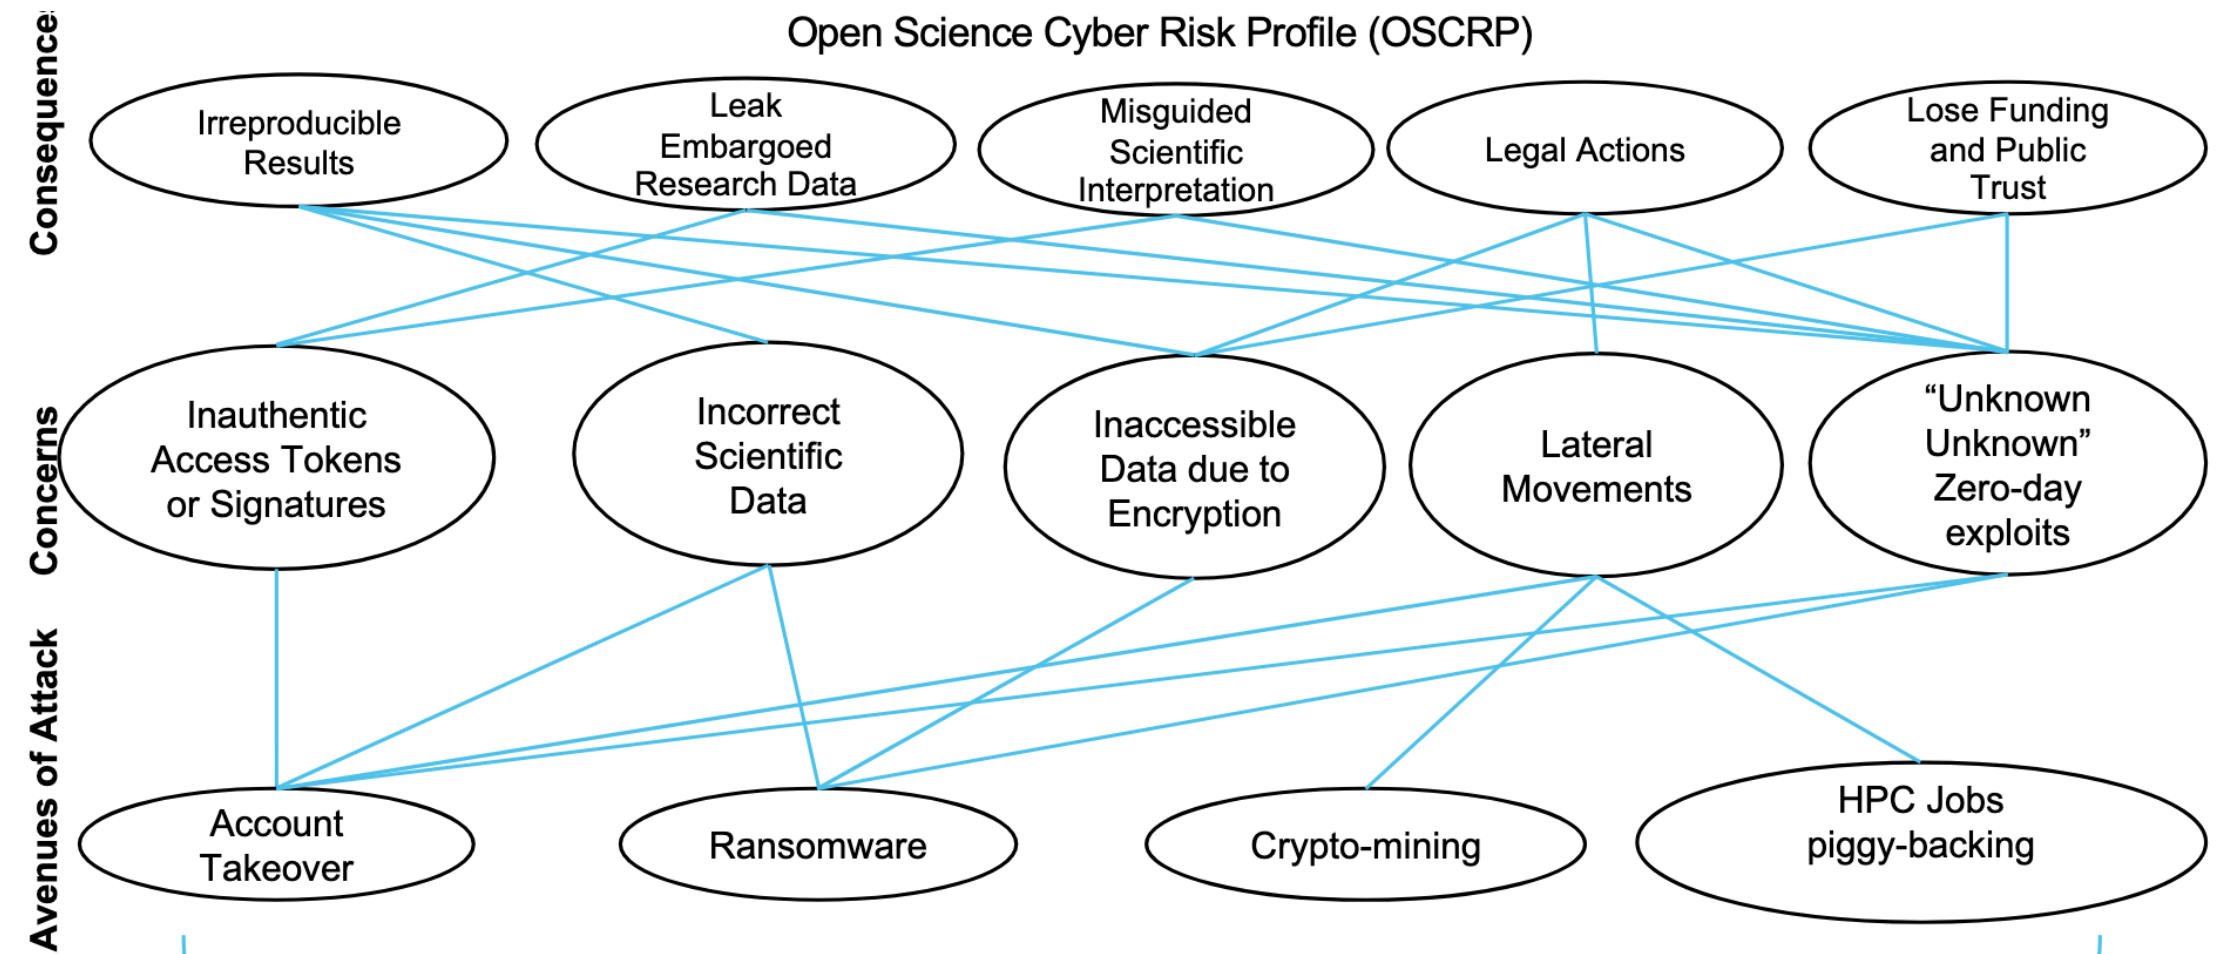 Open Science Cyber Risk Profile (OSCRP)
Consequence
Irreproducible
Results
Leak
Embargoed
Research Data
Misguided
Scientific
Interpretation
Legal Actions
Lose Funding
and Public
Trust
Concerns
Inauthentic
Access Tokens
or Signatures
Incorrect
Scientific
Data
Inaccessible
Data due to
Encryption
Lateral
Movements
“Unknown
Unknown”
Zero-day
exploits
Avenues of Attack
Account
Takeover
Ransomware
Crypto-mining
HPC Jobs
piggy-backing